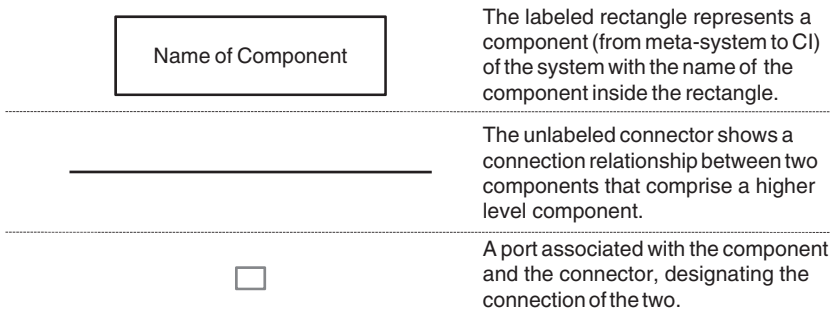 Name of Component
The labeled rectangle represents a
component (from meta-system to CI)
of the system with the name of the
component inside the rectangle.
The unlabeled connector shows a
connection relationship between two
components that comprise a higher
level component.
A port associated with the component
and the connector, designating the
connection of the two.